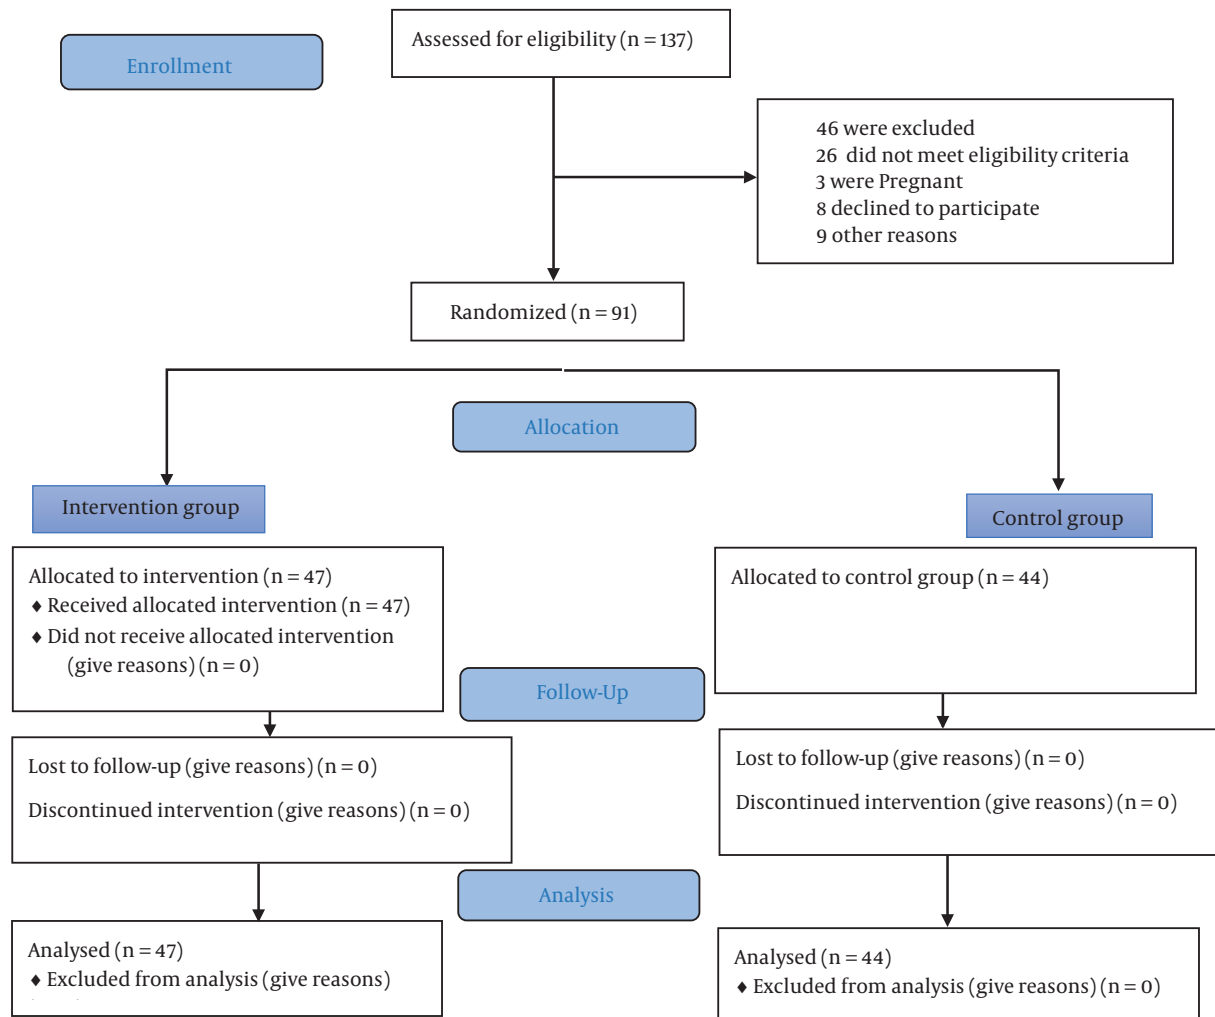 Assessed for eligibility (n = 137)
Enrollment
46 were excluded
26 did not meet eligibility criteria
3 were Pregnant
8 declined to participate
9 other reasons
Randomized (n = 91)
Allocation
Intervention group
Control group
Allocated to intervention (n = 47)
♦ Received allocated intervention (n = 47)
♦ Did not receive allocated intervention
(give reasons) (n = 0)
Allocated to control group (n = 44)
Follow-Up
Lost to follow-up (give reasons) (n = 0)
Discontinued intervention (give reasons) (n = 0)
Lost to follow-up (give reasons) (n = 0)
Discontinued intervention (give reasons) (n = 0)
Analysis
Analysed (n = 47)
♦ Excluded from analysis (give reasons)
Analysed (n = 44)
♦ Excluded from analysis (give reasons) (n = 0)